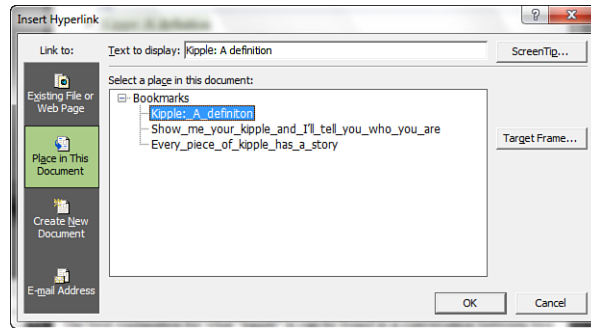 Insert Hyperlink
Link to:
Text to display: Kipple: A definition
ScreenTip...
Select a place in this document:
Existing File or
Web Page
Bookmarks
Kipple:_A_definiton
Show_me_your_kipple_and_I'll_tell_you_who_you_are
Every_piece_of_kipple_has_a_story
Target Frame...
Place in This
Document
Create New
Document
E-mail Address
OK
Cancel